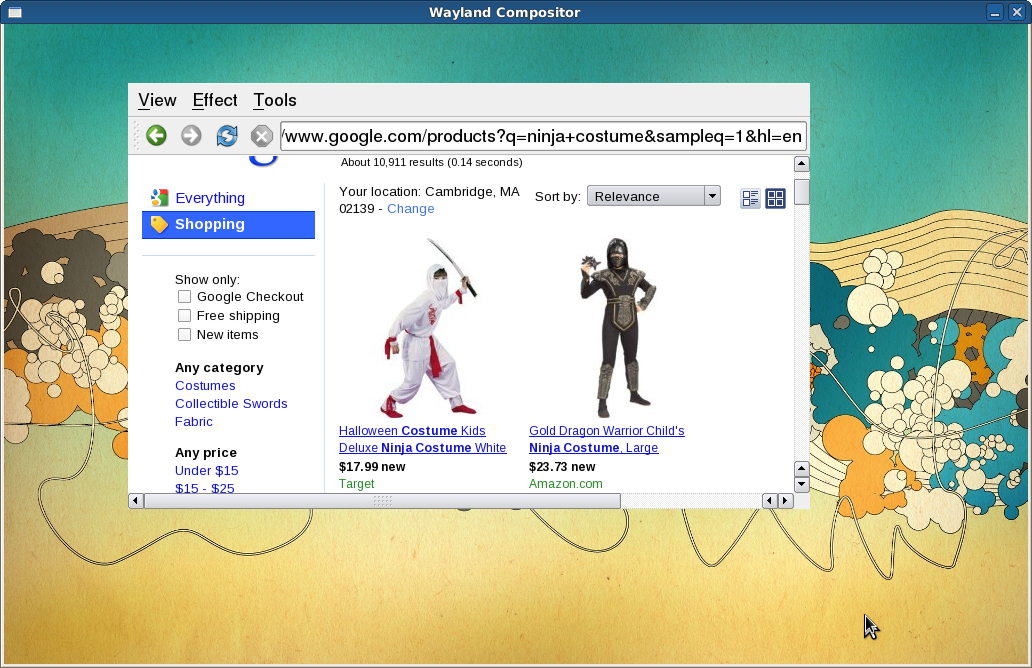 Wayland Compositor
View Effect Tools
/www.google.com/products?q=ninja+costume&sampleq=1&hl=en
About 10,911 results (0.14 seconds)
Everything
Shopping
Your location: Cambridge, MA
02139 - Change
Sort by: Relevance
Show only:
Google Checkout
Free shipping
New items
Any category
Costumes
Collectible Swords
Fabric
Any price
Under $15
$15 - $25
Halloween Costume Kids
Deluxe Ninja Costume White
$17.99 new
Target
Gold Dragon Warrior Child's
Ninja Costume, Large
$23.73 new
Amazon.com